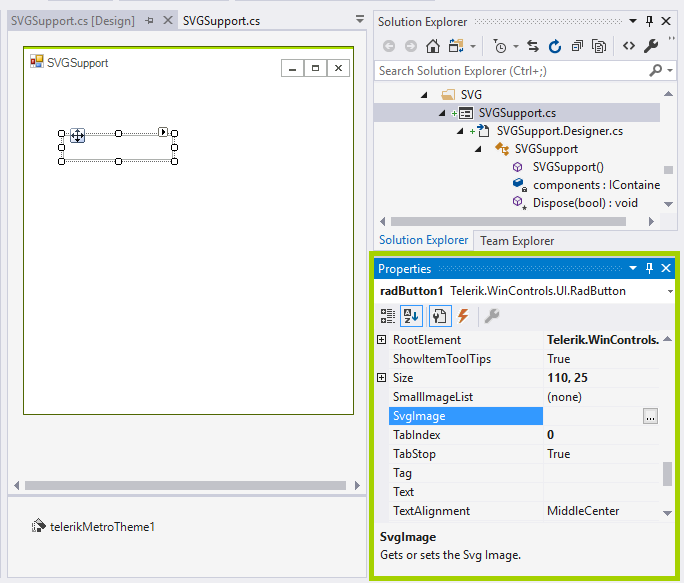 SVGSupport.cs [Design]
SVGSupport.cs
SVGSupport
telerikMetroTheme1
Solution Explorer
Search Solution Explorer (Ctrl+;)
SVG
SVGSupport.cs
SVGSupport.Designer.cs
SVGSupport
SVGSupport()
components : IContaine
Dispose(bool) : void
Solution Explorer
Team Explorer
Properties
radButton1 Telerik.WinControls.UI.RadButton
RootElement Telerik.WinControls.
ShowItemToolTips True
Size 110, 25
SmallImageList (none)
SvgImage ...
TabIndex 0
TabStop True
Tag
Text
TextAlignment MiddleCenter
SvgImage
Gets or sets the Svg Image.